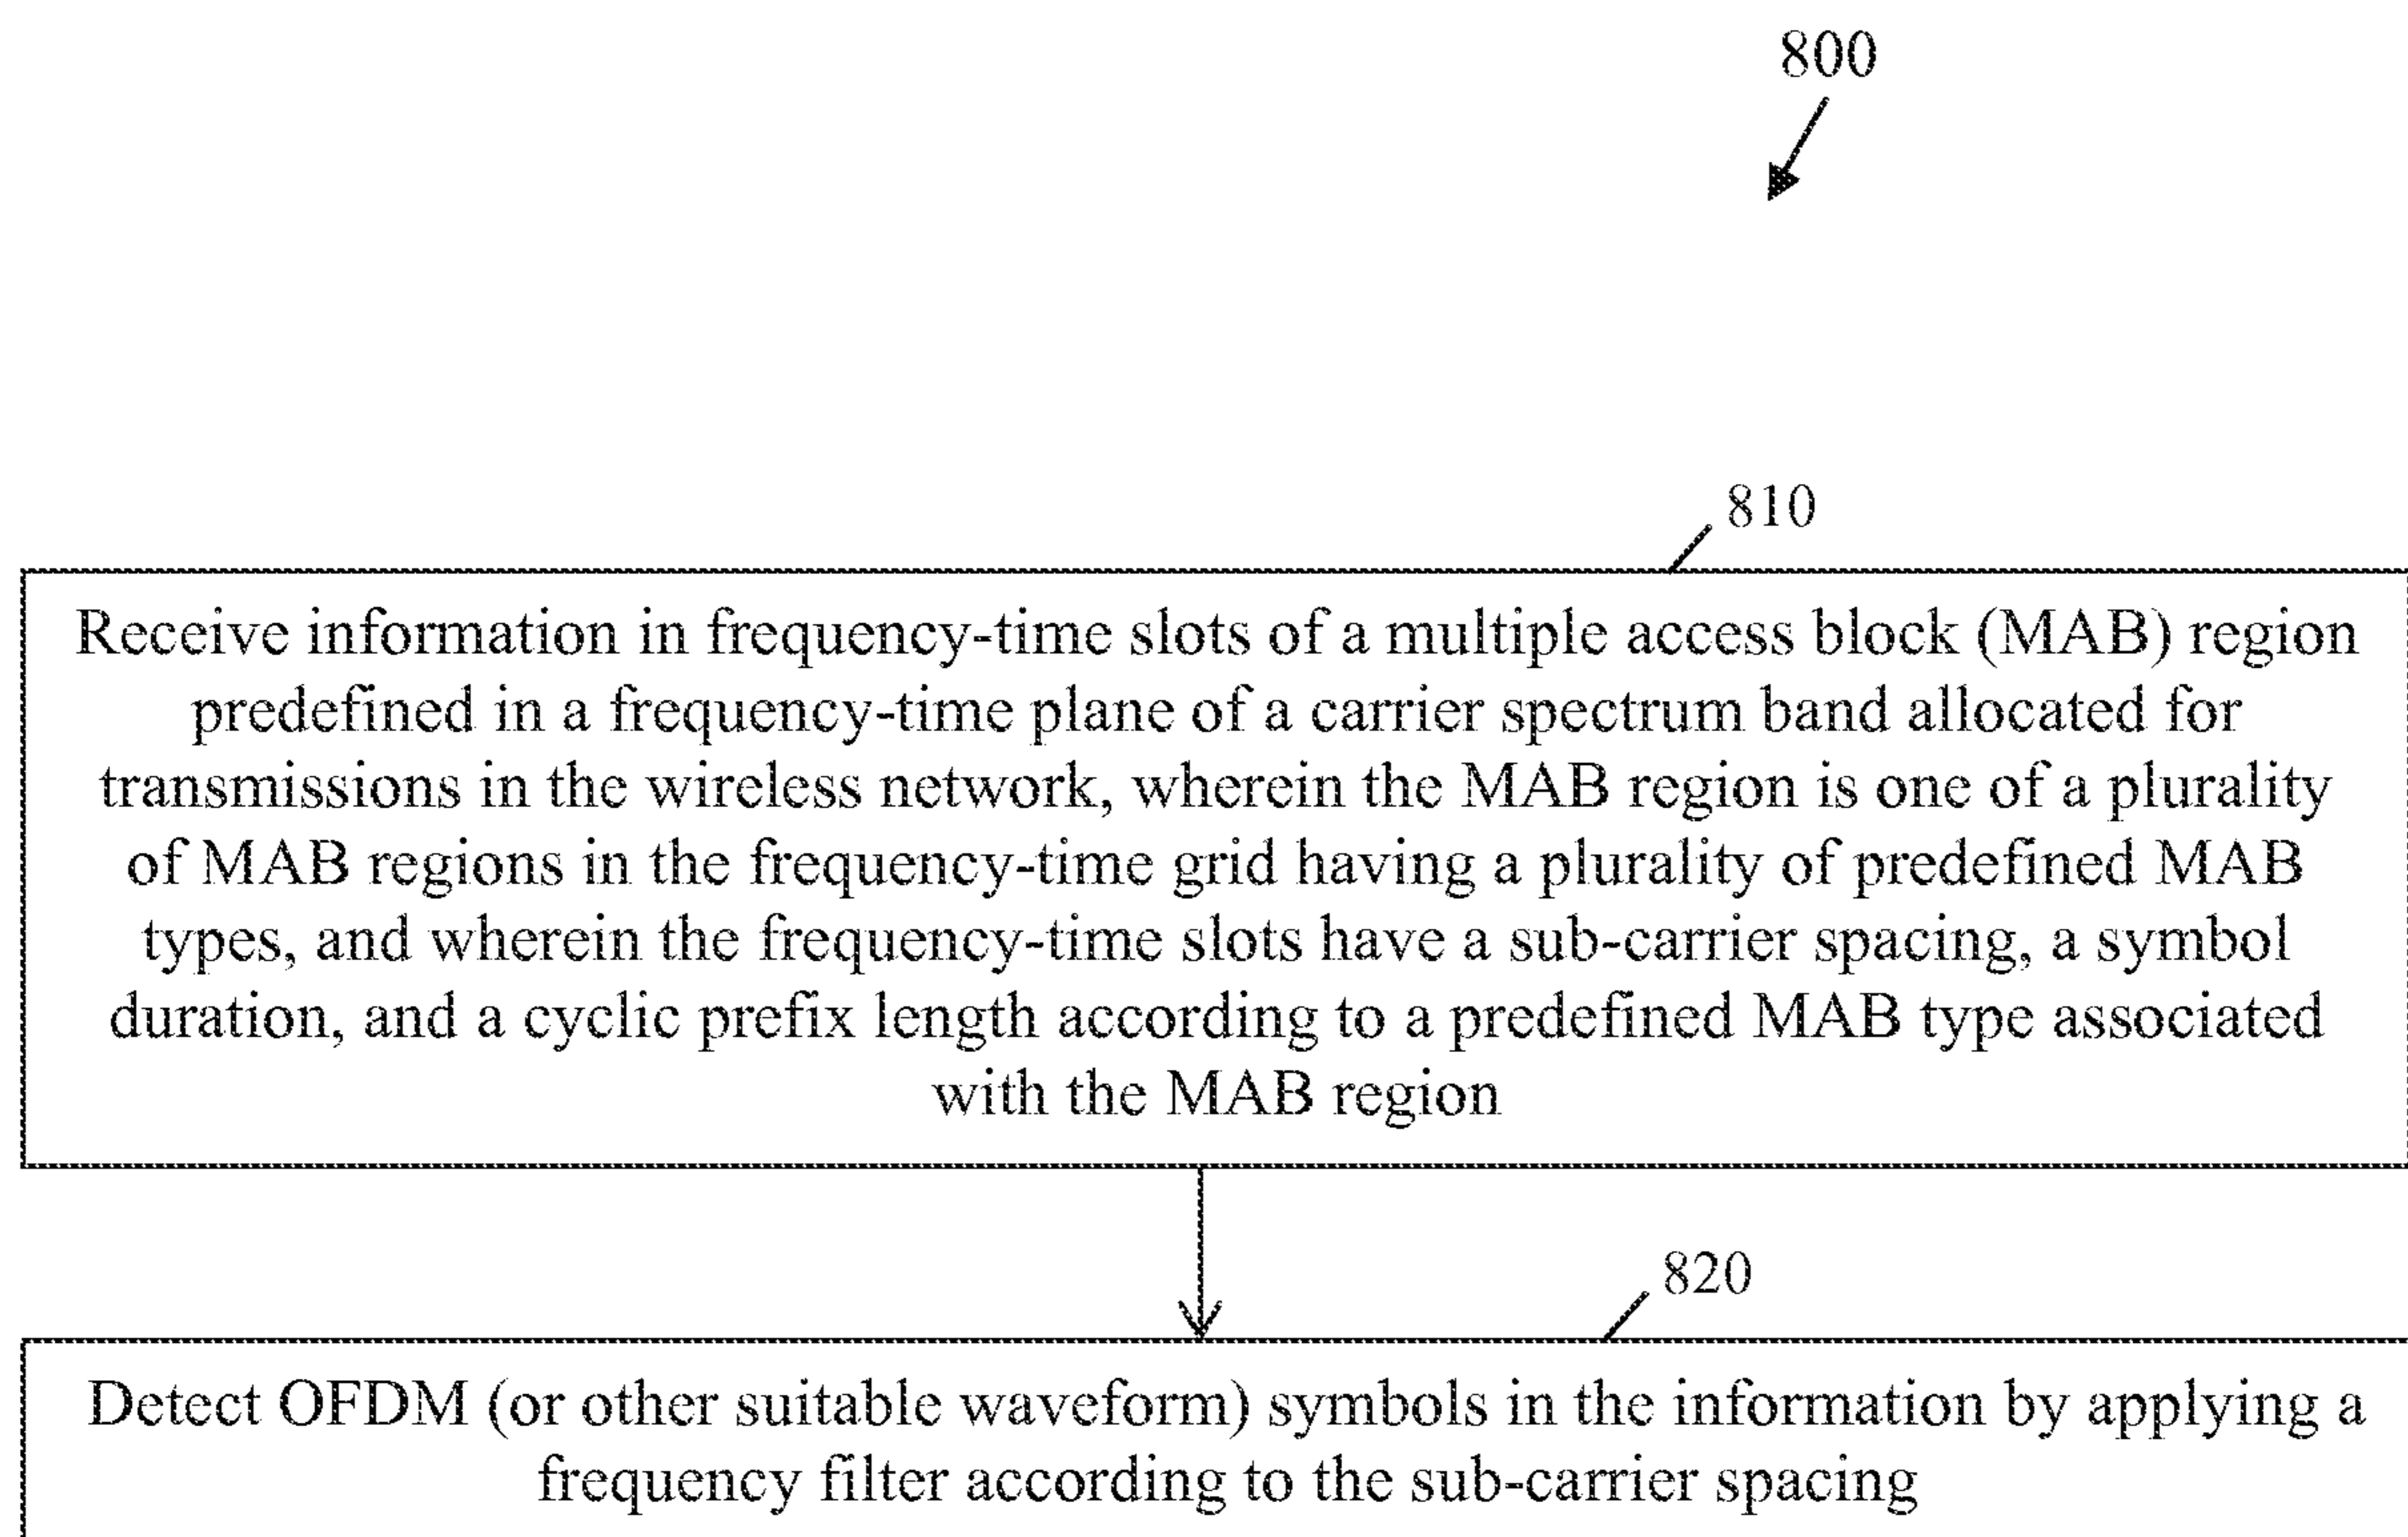 800
810
Receive information in frequency-time slots of a multiple access block (MAB) region
predefined in a frequency-time plane of a carrier spectrum band allocated for
transmissions in the wireless network, wherein the MAB region is one of a plurality
of MAB regions in the frequency-time grid having a plurality of predefined MAB
types, and wherein the frequency-time slots have a sub-carrier spacing, a symbol
duration, and a cyclic prefix length according to a predefined MAB type associated
with the MAB region
820
Detect OFDM (or other suitable waveform) symbols in the information by applying a
frequency filter according to the sub-carrier spacing